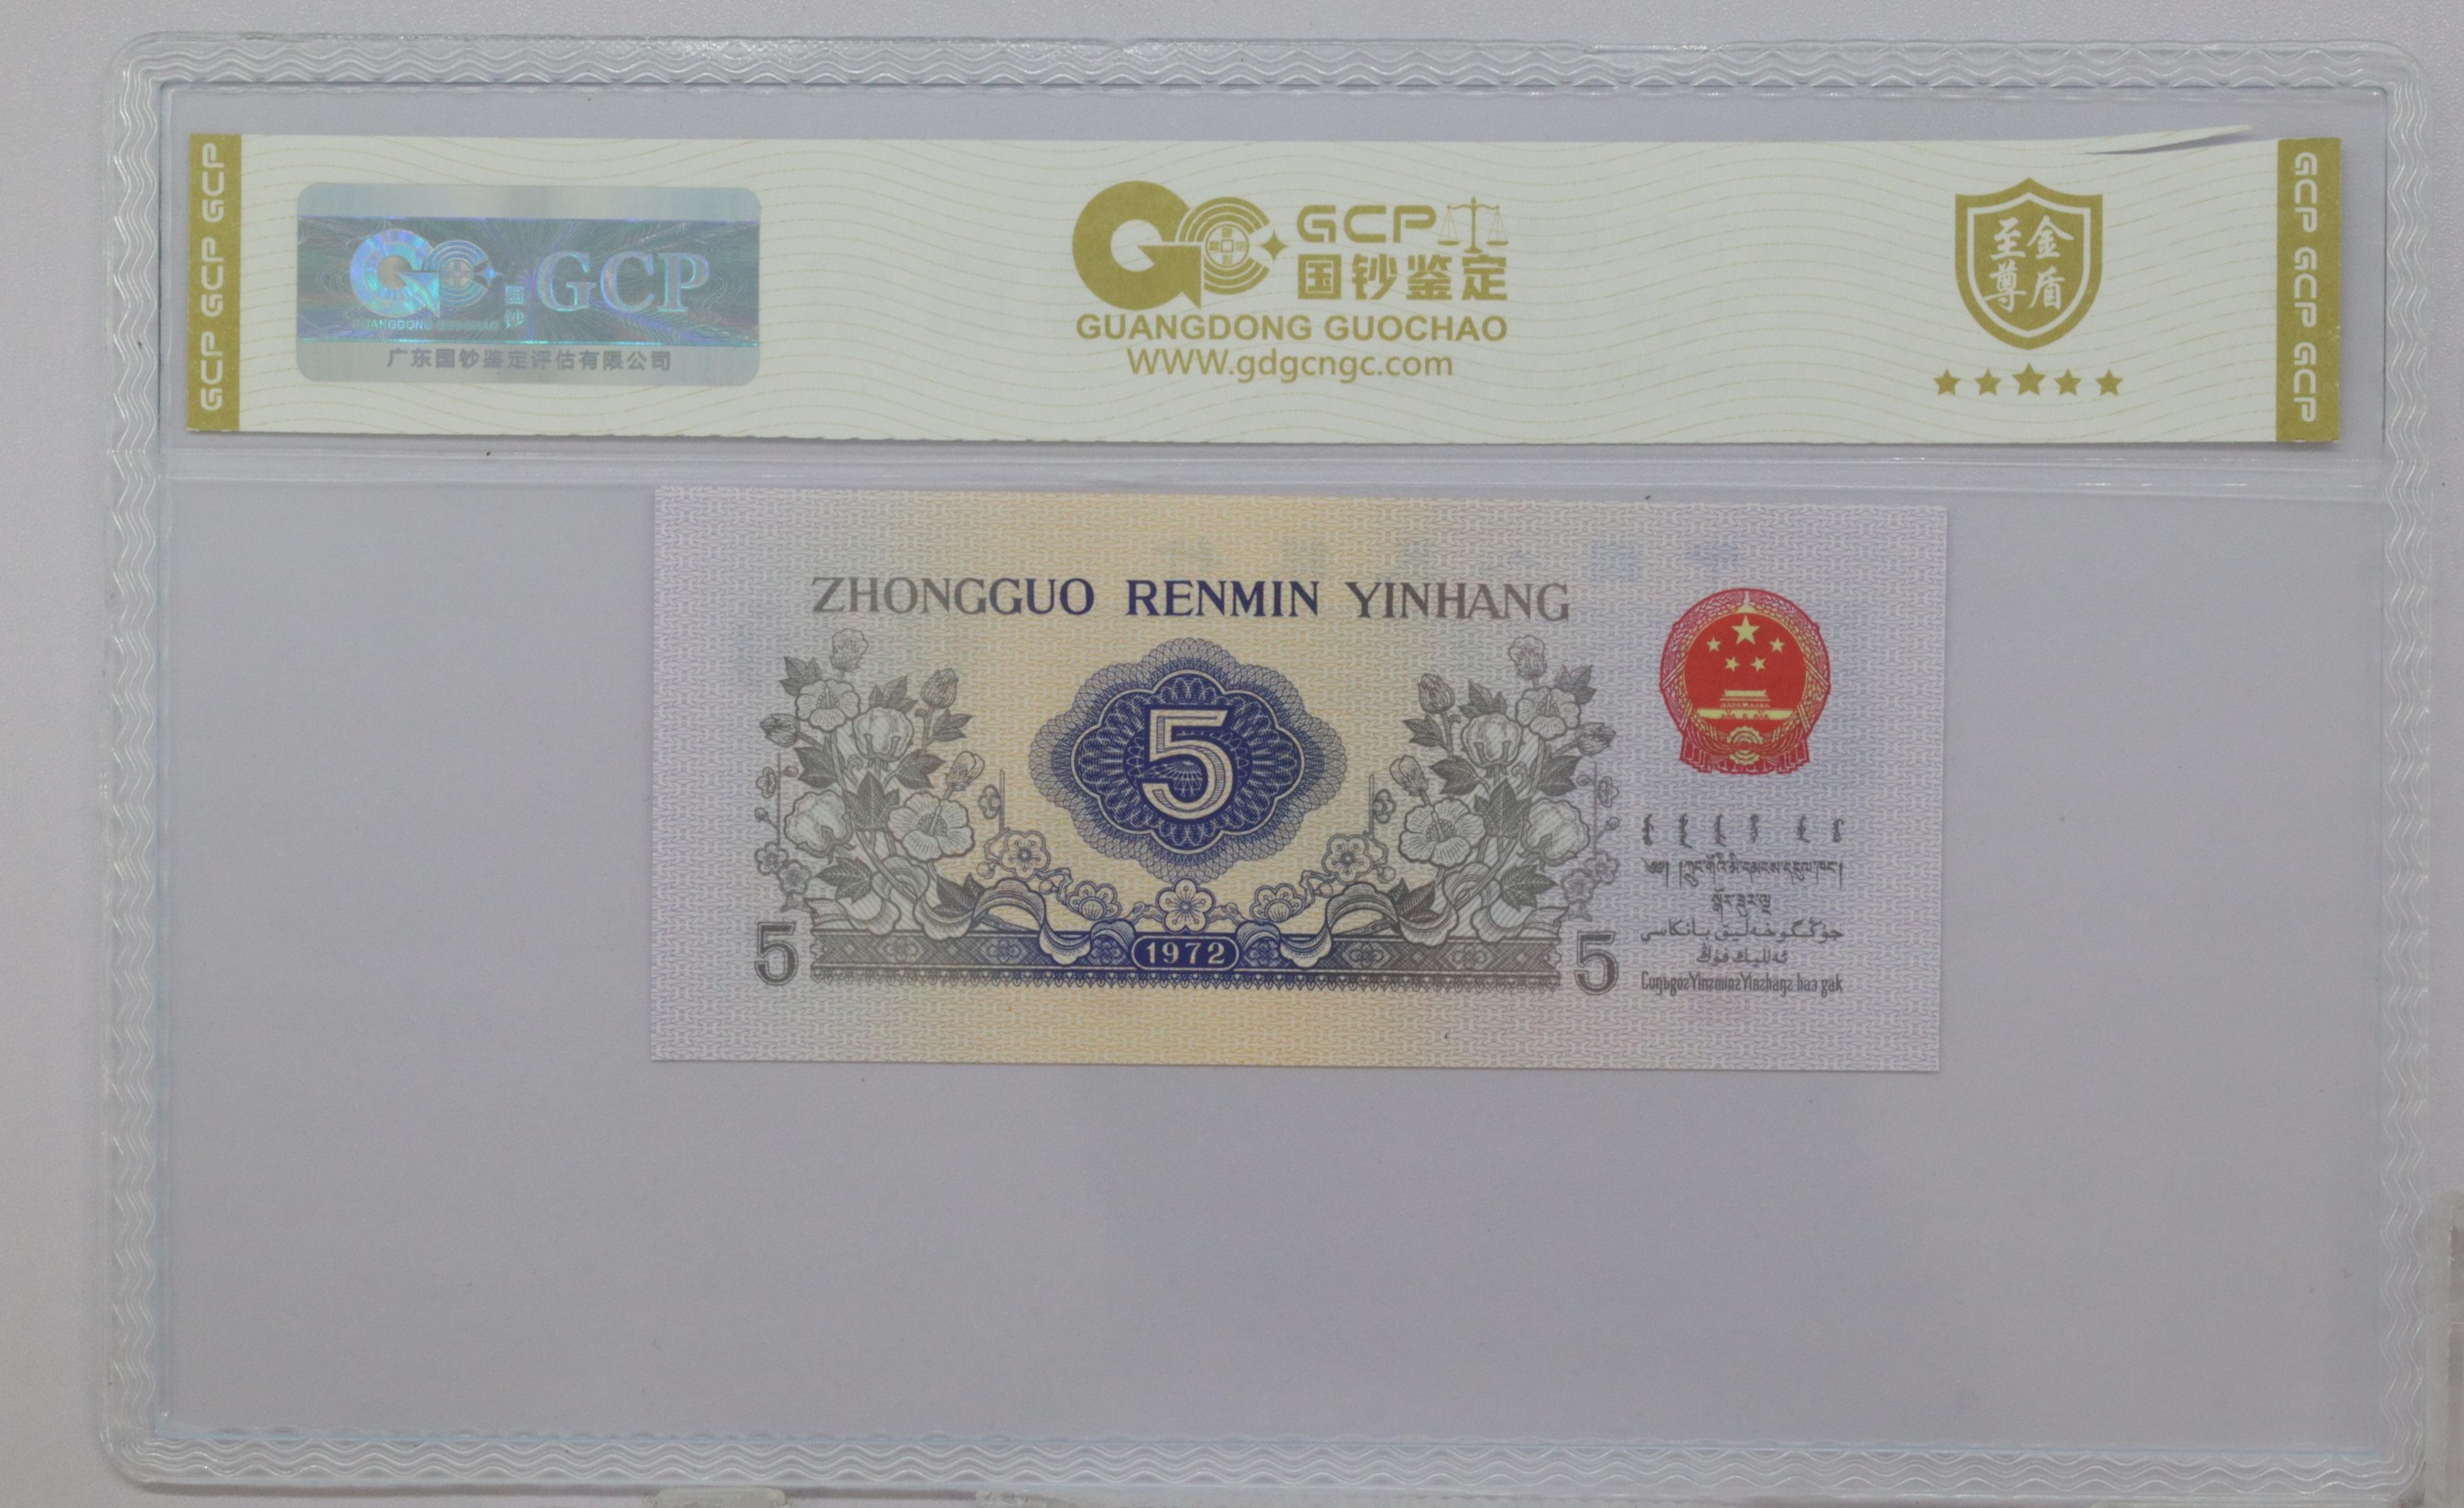 GCP GCP GCP
GCP
国钞
GUANGDONG GUOCHAO
广东国钞鉴定评估有限公司
GCP
国钞鉴定
GUANGDONG GUOCHAO
WWW.gdgcngc.com
至尊
金盾
GCP GCP GCP
ZHONGGUO RENMIN YINHANG
5
1972
5
5